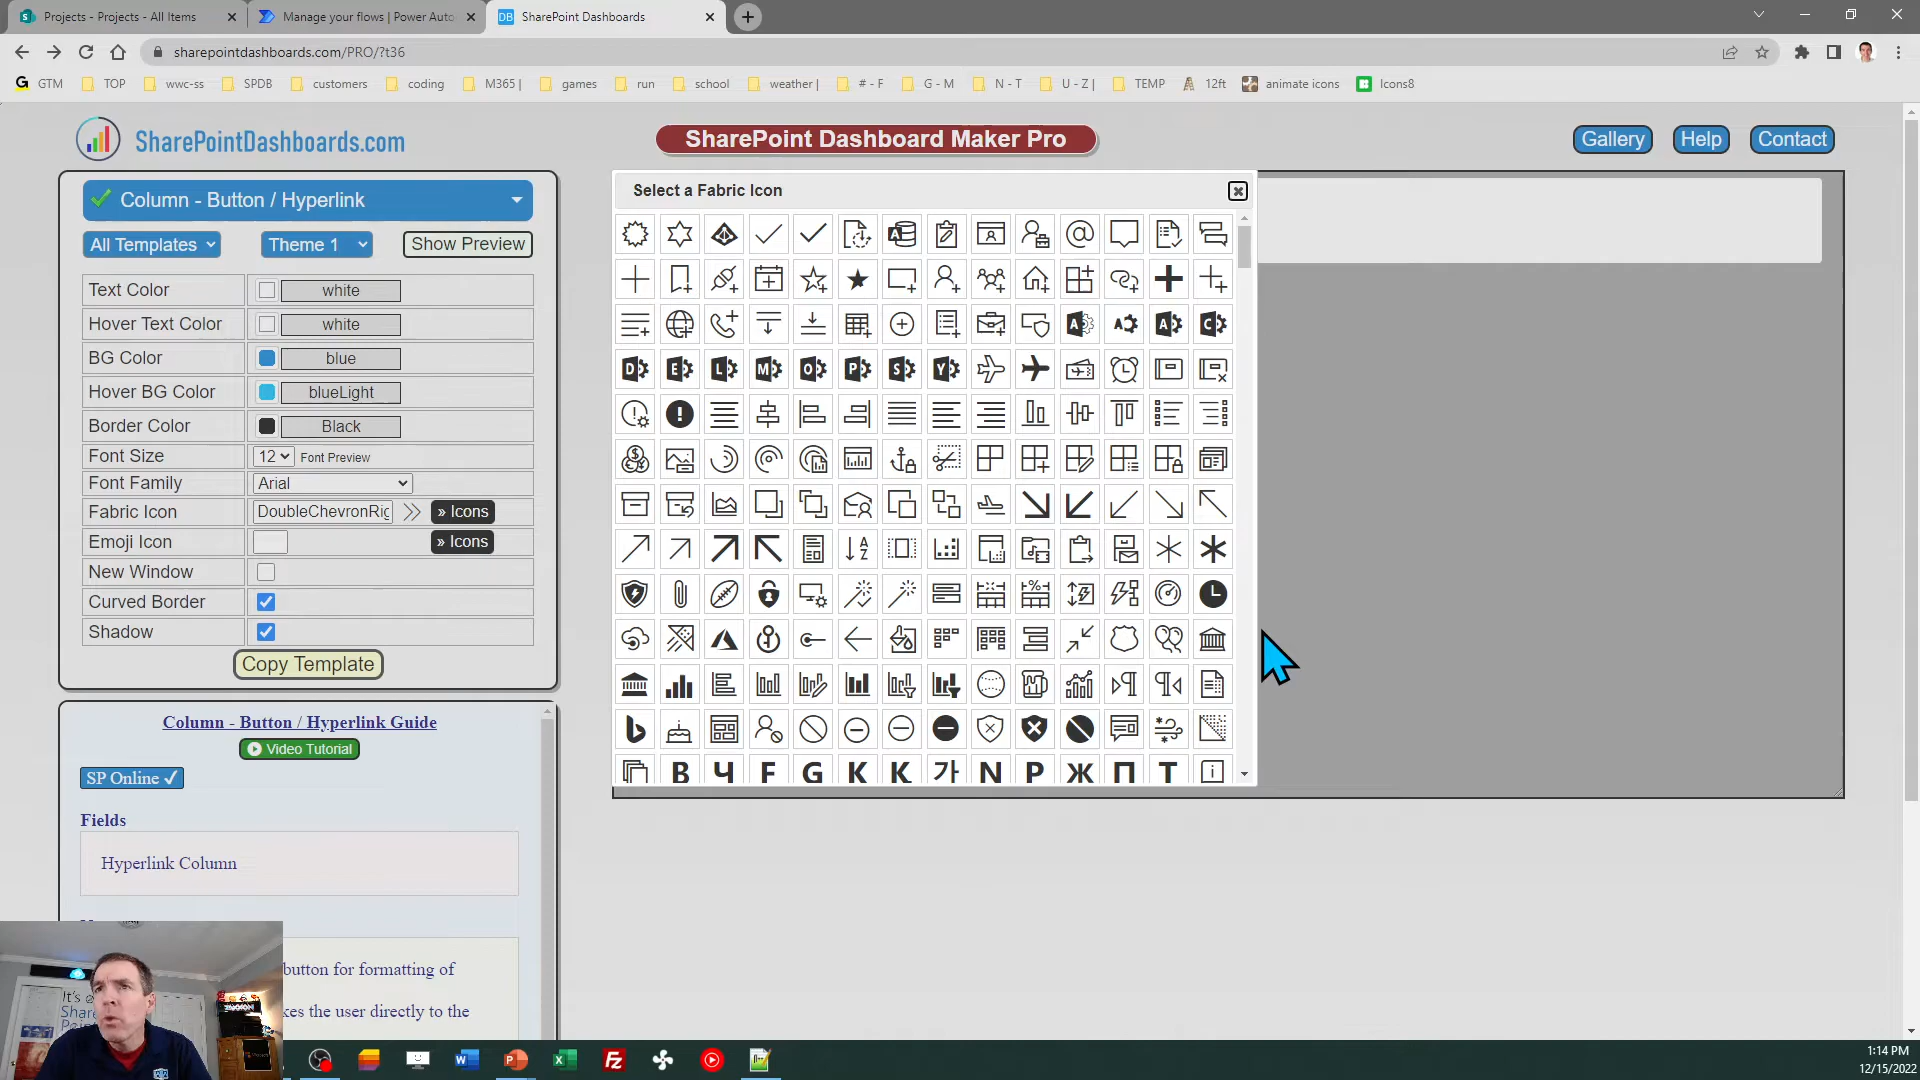 Projects - Projects - All Items
Manage your flows | Power Auto
SharePoint Dashboards
sharepointdashboards.com/PRO/?t36
GTM
TOP
wwc-ss
SPDB
customers
coding
M365 |
games
run
school
weather |
# - F
G - M
N - T
U - Z |
TEMP
12ft
animate icons
Icons8
SharePointDashboards.com
SharePoint Dashboard Maker Pro
Gallery
Help
Contact
Column - Button / Hyperlink
All Templates
Theme 1
Show Preview
Text Color
white
Hover Text Color
white
BG Color
blue
Hover BG Color
blueLight
Border Color
Black
Font Size
12
Font Preview
Font Family
Arial
Fabric Icon
DoubleChevronRig
» Icons
Emoji Icon
» Icons
New Window
Curved Border
Shadow
Copy Template
Column - Button / Hyperlink Guide
Video Tutorial
SP Online ✓
Fields
Hyperlink Column
button for formatting of
kes the user directly to the
Select a Fabric Icon
B Ч F G K K 가 N P Ж П T
It's
Share
Poin
1:14 PM
12/15/2022